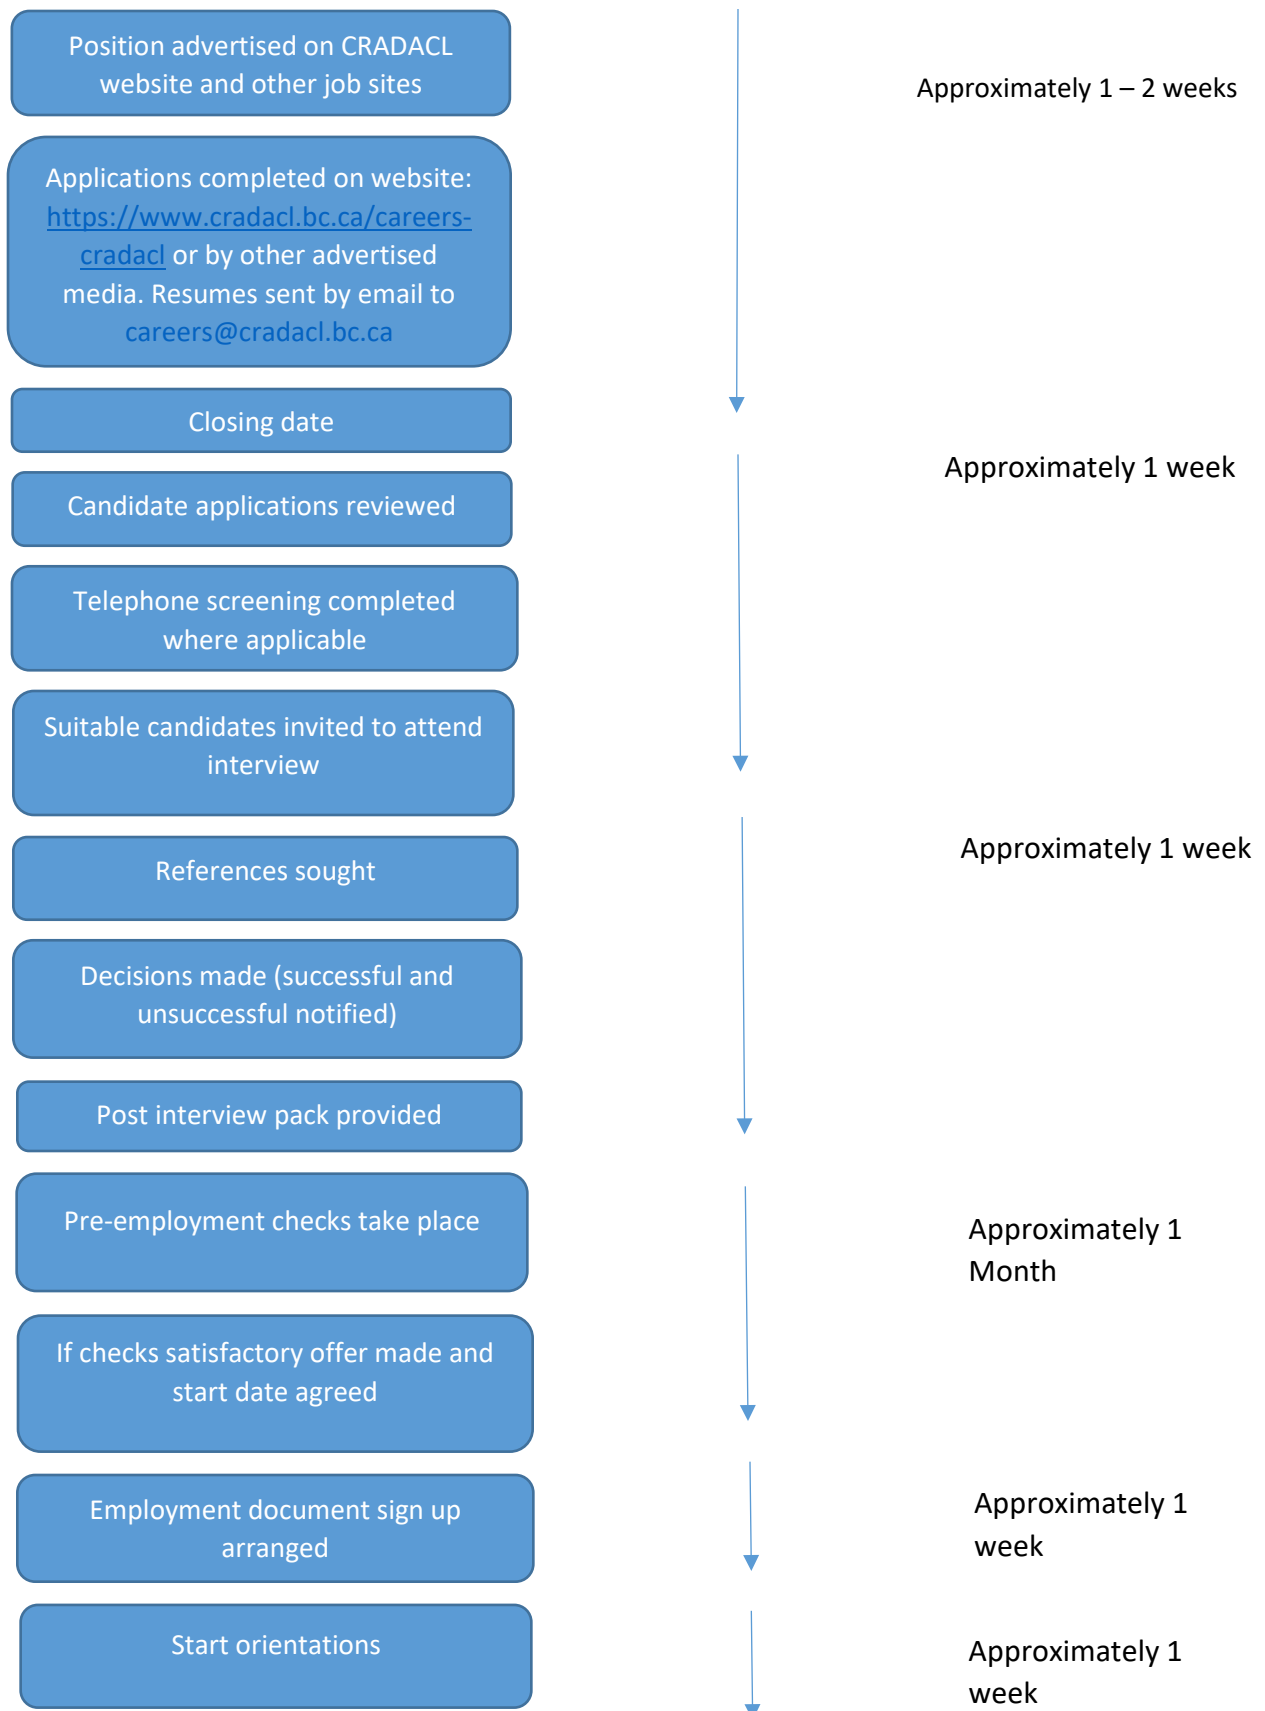 Position advertised on CRADACL
website and other job sites
Approximately 1 – 2 weeks
Applications completed on website:
https://www.cradacl.bc.ca/careers-
cradacl or by other advertised
media. Resumes sent by email to
careers@cradacl.bc.ca
Closing date
Approximately 1 week
Candidate applications reviewed
Telephone screening completed
where applicable
Suitable candidates invited to attend
interview
References sought
Approximately 1 week
Decisions made (successful and
unsuccessful notified)
Post interview pack provided
Pre-employment checks take place
Approximately 1
Month
If checks satisfactory offer made and
start date agreed
Employment document sign up
arranged
Approximately 1
week
Start orientations
Approximately 1
week